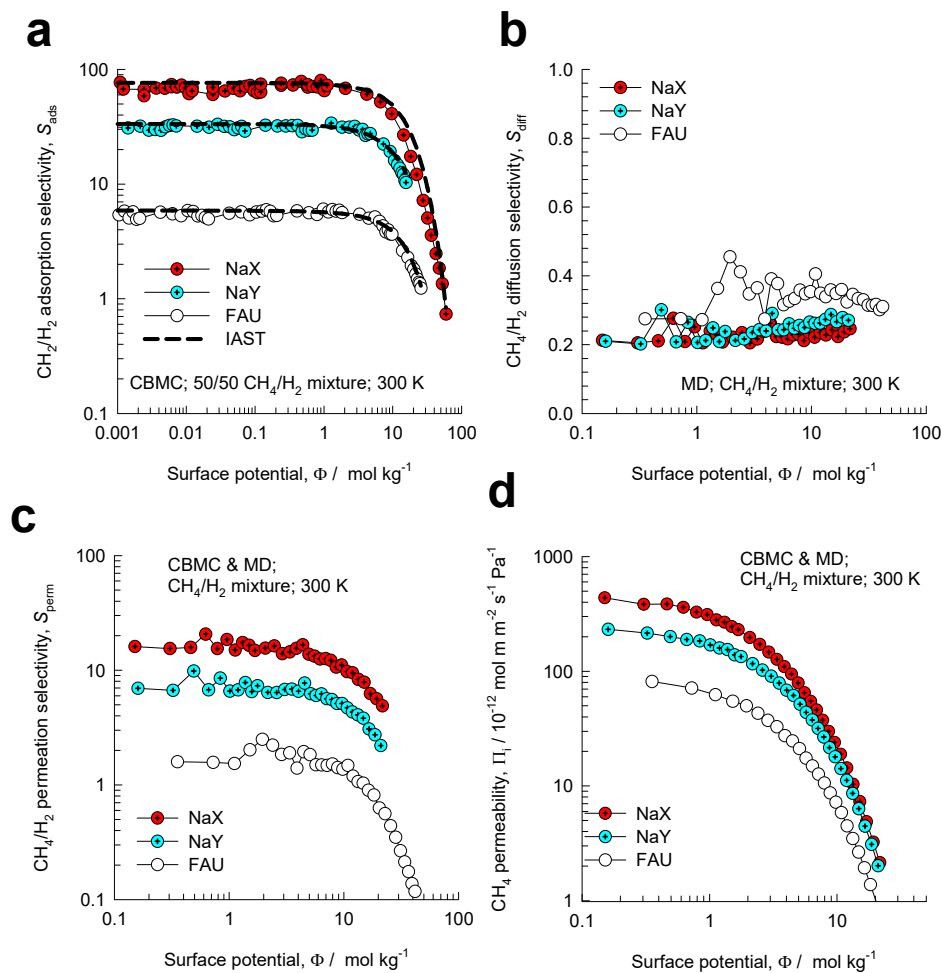 a
CH₂/H₂ adsorption selectivity, S_ads
100
10
1
0.1
NaX
NaY
FAU
IAST
CBMC; 50/50 CH₄/H₂ mixture; 300 K
0.001 0.01 0.1 1 10 100
Surface potential, Φ / mol kg⁻¹
b
CH₄/H₂ diffusion selectivity, S_diff
1.0
0.8
0.6
0.4
0.2
0.0
NaX
NaY
FAU
MD; CH₄/H₂ mixture; 300 K
0.1 1 10 100
Surface potential, Φ / mol kg⁻¹
c
CH₄/H₂ permeation selectivity, S_perm
100
10
1
0.1
CBMC & MD;
CH₄/H₂ mixture; 300 K
NaX
NaY
FAU
0.1 1 10 100
Surface potential, Φ / mol kg⁻¹
d
CH₄ permeability, Π_i / 10⁻¹² mol m m⁻² s⁻¹ Pa⁻¹
1000
100
10
1
CBMC & MD;
CH₄/H₂ mixture; 300 K
NaX
NaY
FAU
0.1 1 10
Surface potential, Φ / mol kg⁻¹